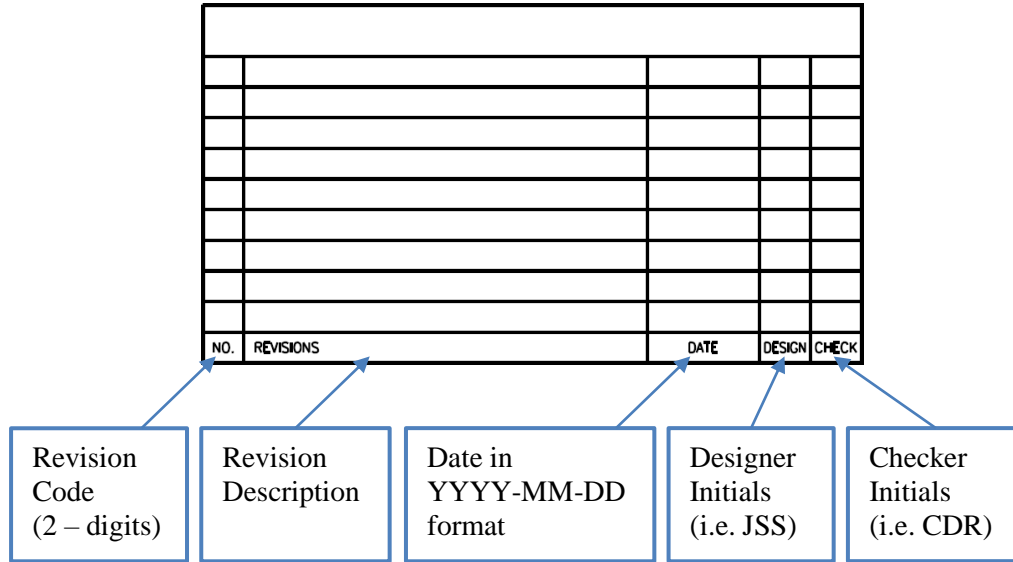 NO. REVISIONS DATE DESIGN CHECK
Revision
Code
(2 – digits)
Revision
Description
Date in
YYYY-MM-DD
format
Designer
Initials
(i.e. JSS)
Checker
Initials
(i.e. CDR)